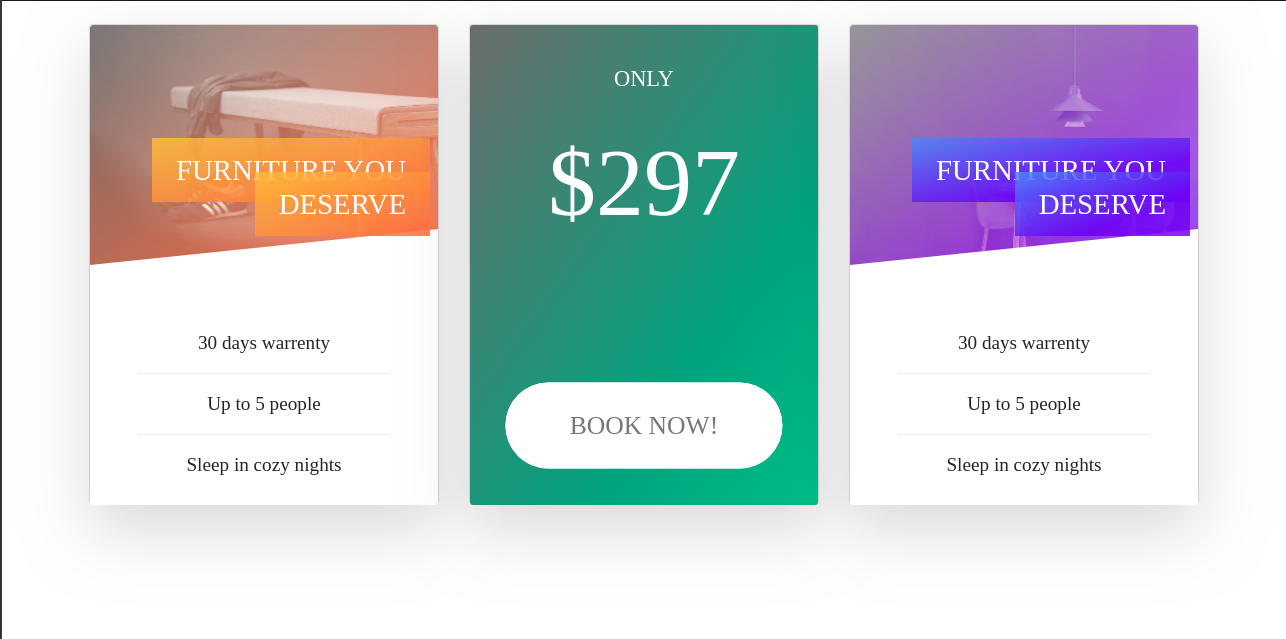 FURNITURE YOU
DESERVE
30 days warrenty
Up to 5 people
Sleep in cozy nights
ONLY
$297
BOOK NOW!
FURNITURE YOU
DESERVE
30 days warrenty
Up to 5 people
Sleep in cozy nights